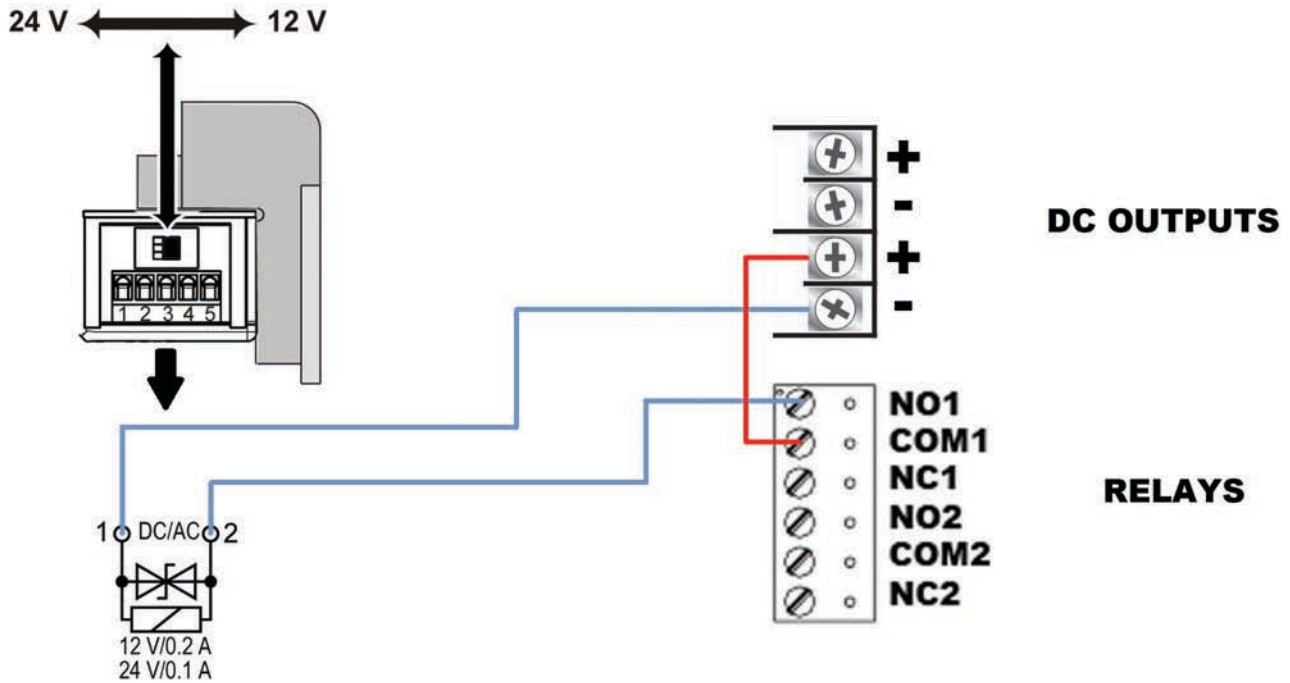 24 V 12 V
1 2 3 4 5
+
-
+
-
DC OUTPUTS
NO1
COM1
NC1
NO2
COM2
NC2
RELAYS
1 DC/AC 2
12 V/0.2 A
24 V/0.1 A